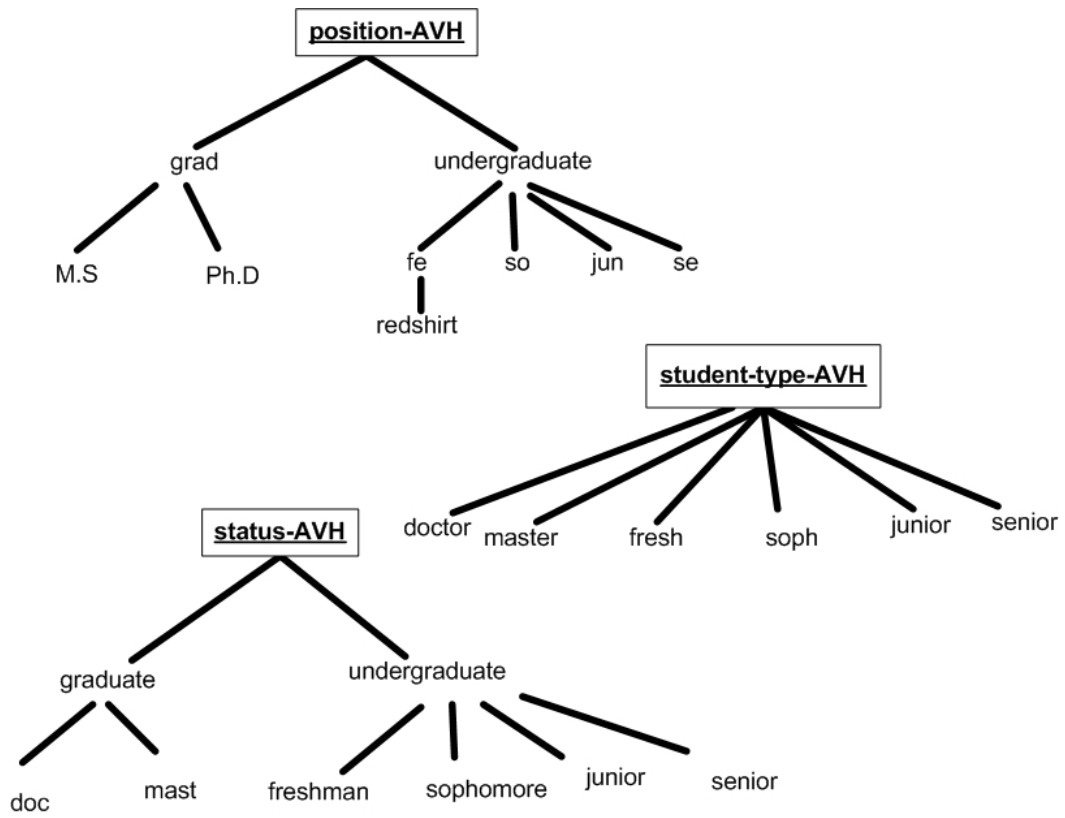 position-AVH
grad
undergraduate
M.S
Ph.D
fe
so
jun
se
redshirt
student-type-AVH
doctor
master
fresh
soph
junior
senior
status-AVH
graduate
undergraduate
doc
mast
freshman
sophomore
junior
senior